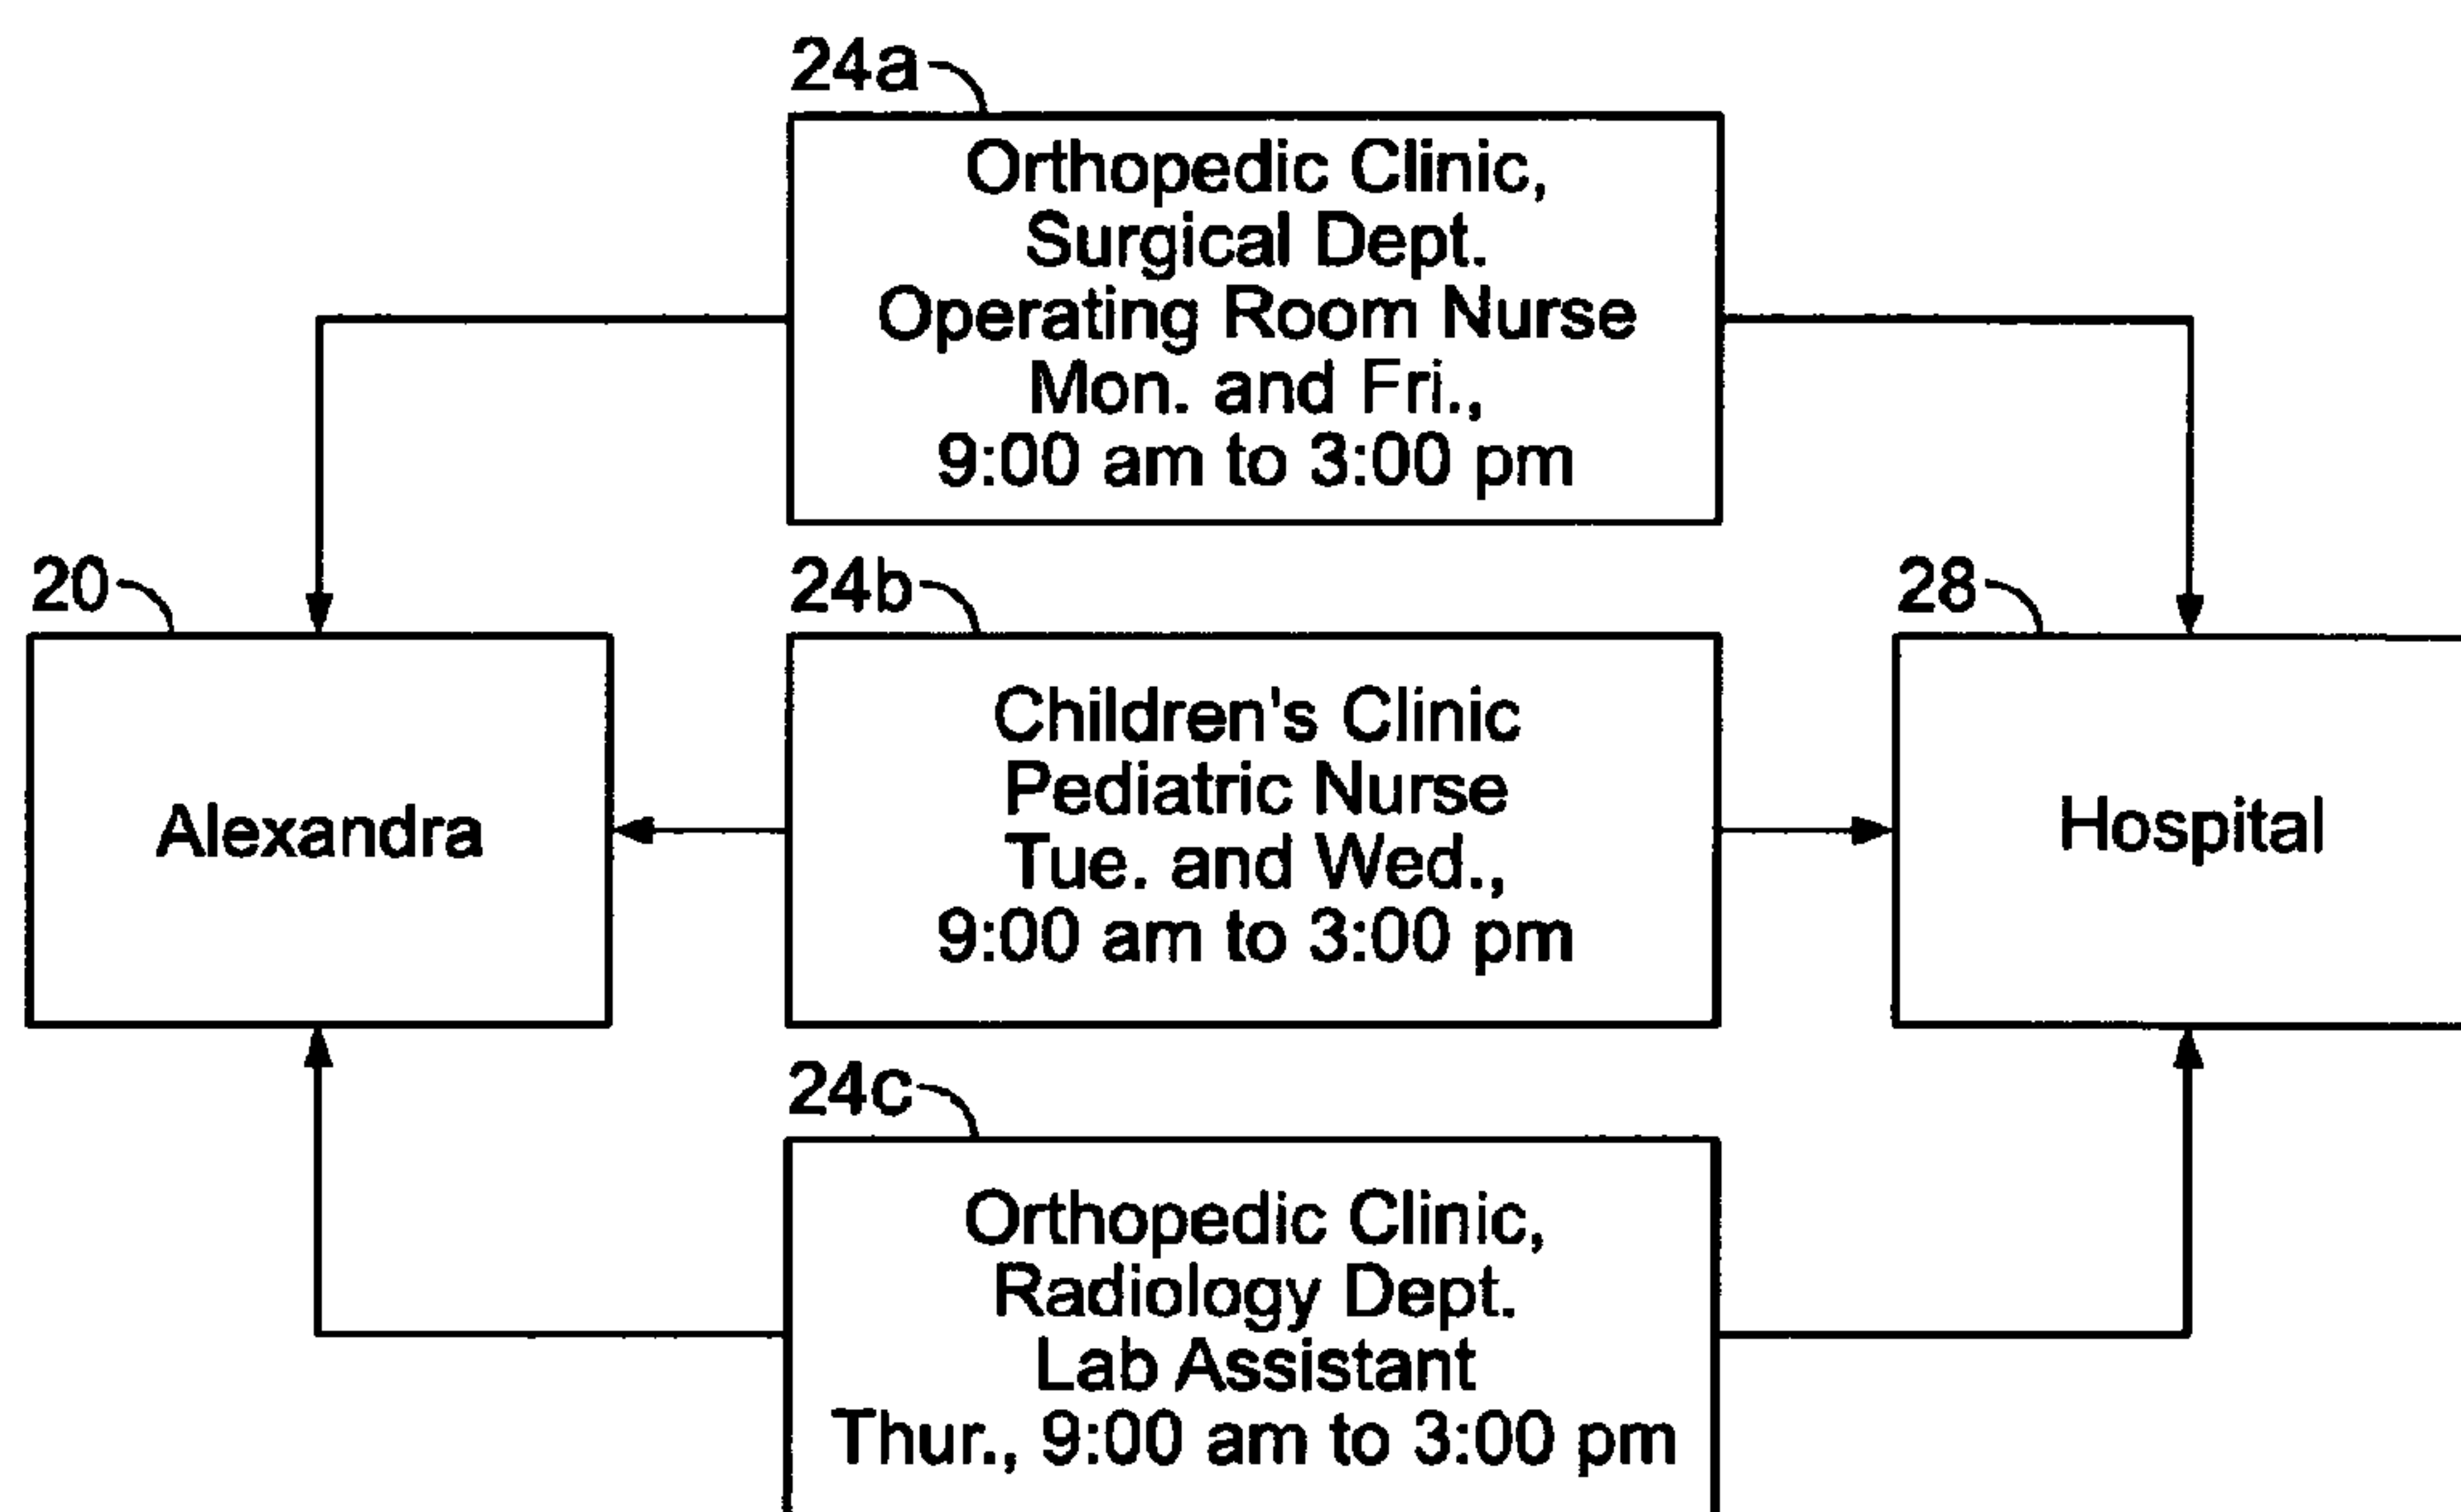 24a
Orthopedic Clinic,
Surgical Dept.
Operating Room Nurse
Mon. and Fri.,
9:00 am to 3:00 pm
20
Alexandra
24b
Children's Clinic
Pediatric Nurse
Tue. and Wed.,
9:00 am to 3:00 pm
28
Hospital
24c
Orthopedic Clinic,
Radiology Dept.
Lab Assistant
Thur., 9:00 am to 3:00 pm